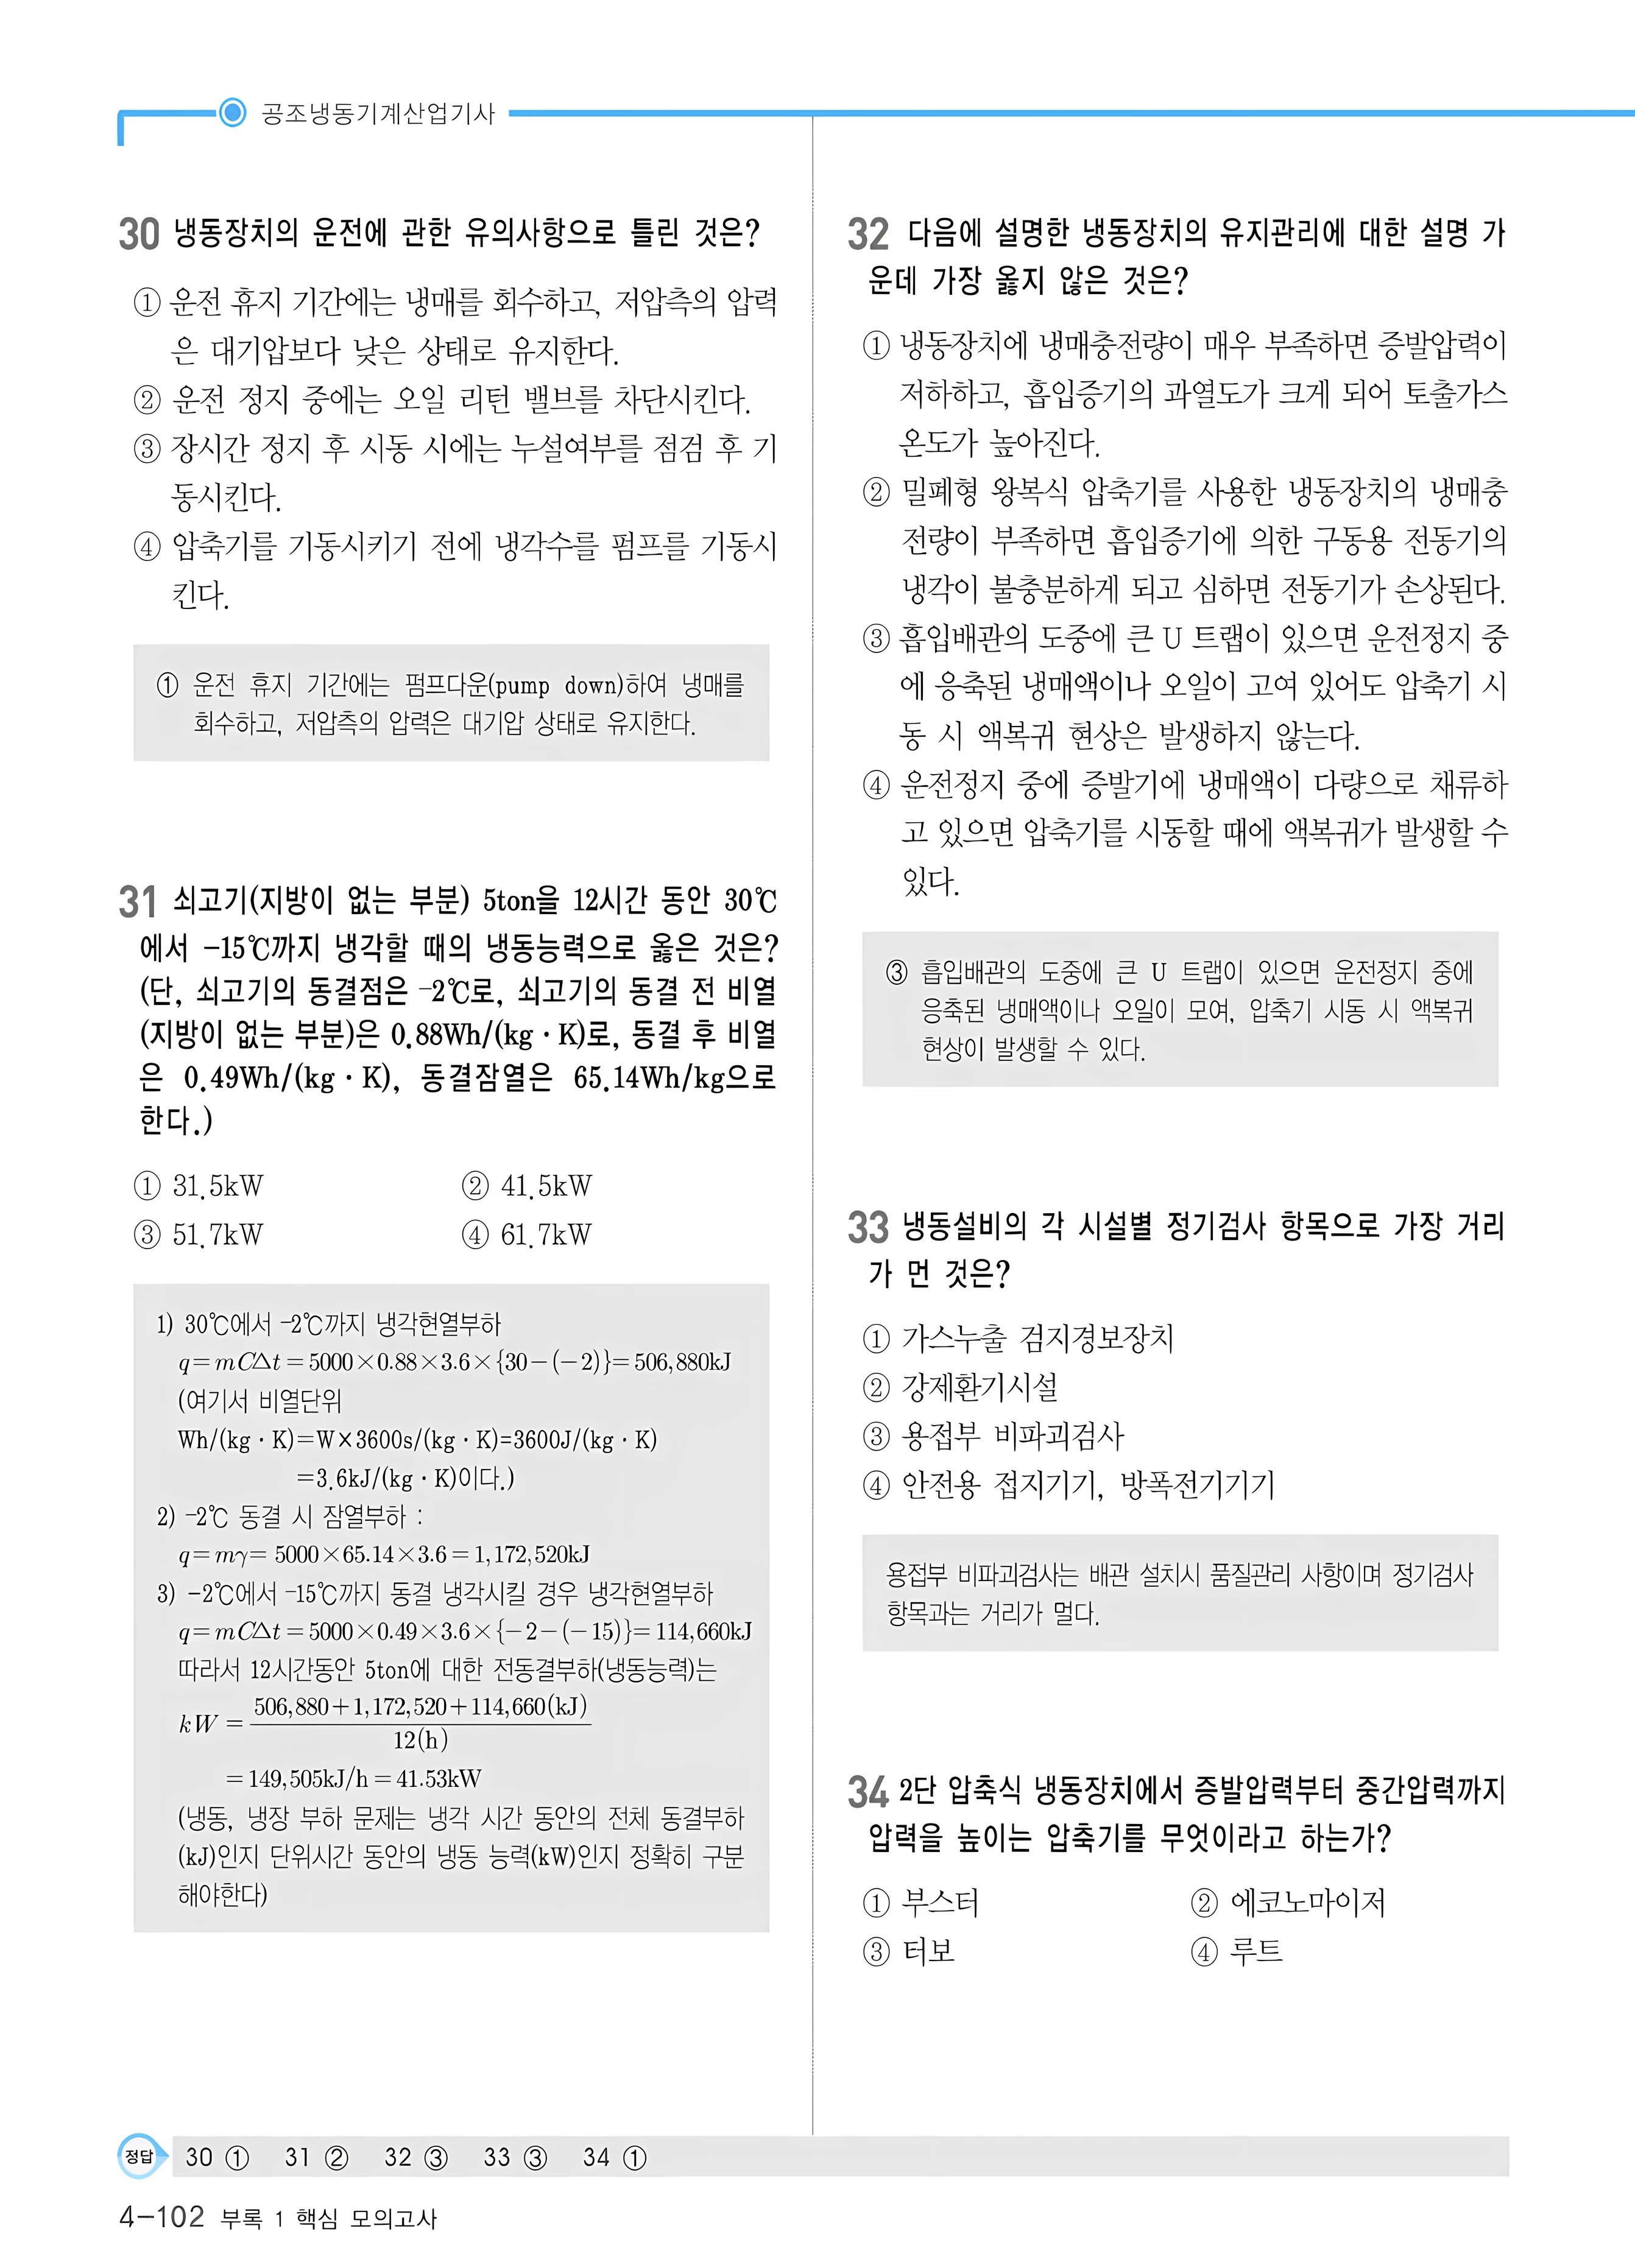 공조냉동기계산업기사
30 냉동장치의 운전에 관한 유의사항으로 틀린 것은?
① 운전 휴지 기간에는 냉매를 회수하고, 저압측의 압력
은 대기압보다 낮은 상태로 유지한다.
② 운전 정지 중에는 오일 리턴 밸브를 차단시킨다.
③ 장시간 정지 후 시동 시에는 누설여부를 점검 후 기
동시킨다.
④ 압축기를 기동시키기 전에 냉각수를 펌프를 기동시
킨다.
① 운전 휴지 기간에는 펌프다운(pump down)하여 냉매를
회수하고, 저압측의 압력은 대기압 상태로 유지한다.
31 쇠고기(지방이 없는 부분) 5ton을 12시간 동안 30℃
에서 -15℃까지 냉각할 때의 냉동능력으로 옳은 것은?
(단, 쇠고기의 동결점은 -2℃로, 쇠고기의 동결 전 비열
(지방이 없는 부분)은 0.88Wh/(kg·K)로, 동결 후 비열
은 0.49Wh/(kg·K), 동결잠열은 65.14Wh/kg으로
한다.)
① 31.5kW ② 41.5kW
③ 51.7kW ④ 61.7kW
1) 30℃에서 -2℃까지 냉각현열부하
q=mCΔt=5000×0.88×3.6×{30-(-2)}=506,880kJ
(여기서 비열단위
Wh/(kg·K)=W×3600s/(kg·K)=3600J/(kg·K)
=3.6kJ/(kg·K)이다.)
2) -2℃ 동결 시 잠열부하 :
q=mγ=5000×65.14×3.6=1,172,520kJ
3) -2℃에서 -15℃까지 동결 냉각시킬 경우 냉각현열부하
q=mCΔt=5000×0.49×3.6×{-2-(-15)}=114,660kJ
따라서 12시간동안 5ton에 대한 전동결부하(냉동능력)는
506,880+1,172,520+114,660(kJ)
kW =
12(h)
=149,505kJ/h=41.53kW
(냉동, 냉장 부하 문제는 냉각 시간 동안의 전체 동결부하
(kJ)인지 단위시간 동안의 냉동 능력(kW)인지 정확히 구분
해야한다)
32 다음에 설명한 냉동장치의 유지관리에 대한 설명 가
운데 가장 옳지 않은 것은?
① 냉동장치에 냉매충전량이 매우 부족하면 증발압력이
저하하고, 흡입증기의 과열도가 크게 되어 토출가스
온도가 높아진다.
② 밀폐형 왕복식 압축기를 사용한 냉동장치의 냉매충
전량이 부족하면 흡입증기에 의한 구동용 전동기의
냉각이 불충분하게 되고 심하면 전동기가 손상된다.
③ 흡입배관의 도중에 큰 U 트랩이 있으면 운전정지 중
에 응축된 냉매액이나 오일이 고여 있어도 압축기 시
동 시 액복귀 현상은 발생하지 않는다.
④ 운전정지 중에 증발기에 냉매액이 다량으로 채류하
고 있으면 압축기를 시동할 때에 액복귀가 발생할 수
있다.
③ 흡입배관의 도중에 큰 U 트랩이 있으면 운전정지 중에
응축된 냉매액이나 오일이 모여, 압축기 시동 시 액복귀
현상이 발생할 수 있다.
33 냉동설비의 각 시설별 정기검사 항목으로 가장 거리
가 먼 것은?
① 가스누출 검지경보장치
② 강제환기시설
③ 용접부 비파괴검사
④ 안전용 접지기기, 방폭전기기기
용접부 비파괴검사는 배관 설치시 품질관리 사항이며 정기검사
항목과는 거리가 멀다.
34 2단 압축식 냉동장치에서 증발압력부터 중간압력까지
압력을 높이는 압축기를 무엇이라고 하는가?
① 부스터 ② 에코노마이저
③ 터보 ④ 루트
정답 30 ① 31 ② 32 ③ 33 ③ 34 ①
4-102 부록 1 핵심 모의고사